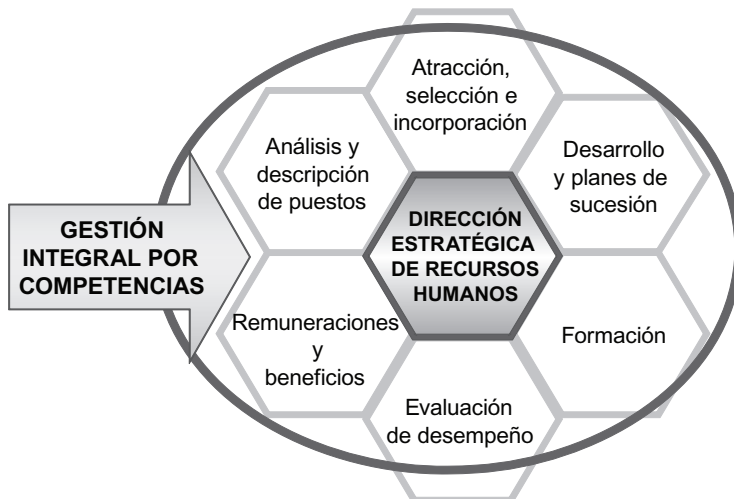 Atracción,
selección e
incorporación
Análisis y
descripción
de puestos
Desarrollo
y planes de
sucesión
GESTIÓN
INTEGRAL POR
COMPETENCIAS
DIRECCIÓN
ESTRATÉGICA
DE RECURSOS
HUMANOS
Remuneraciones
y
beneficios
Formación
Evaluación
de desempeño